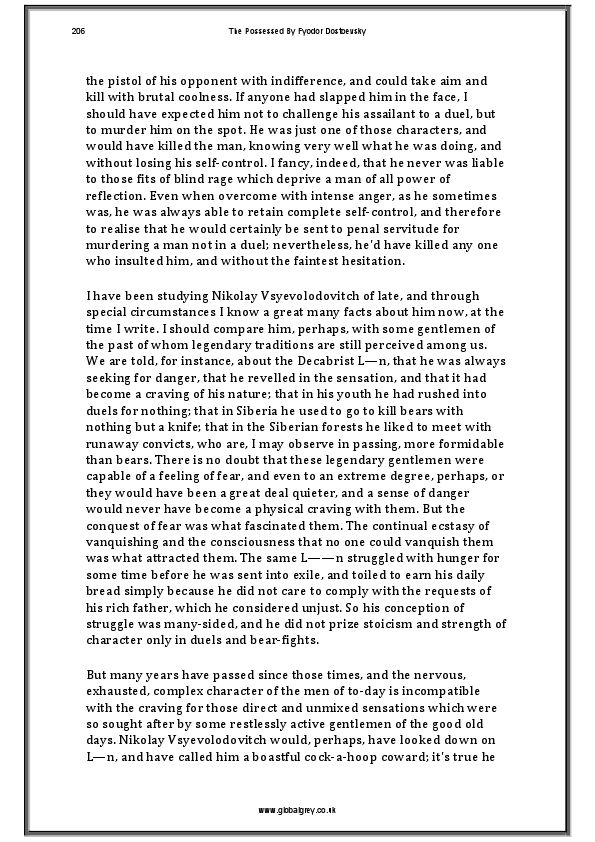 206 The Possessed By Fyodor Dostoevsky
the pistol of his opponent with indifference, and could take aim and
kill with brutal coolness. If anyone had slapped him in the face, I
should have expected him not to challenge his assailant to a duel, but
to murder him on the spot. He was just one of those characters, and
would have killed the man, knowing very well what he was doing, and
without losing his self-control. I fancy, indeed, that he never was liable
to those fits of blind rage which deprive a man of all power of
reflection. Even when overcome with intense anger, as he sometimes
was, he was always able to retain complete self-control, and therefore
to realise that he would certainly be sent to penal servitude for
murdering a man not in a duel; nevertheless, he'd have killed any one
who insulted him, and without the faintest hesitation.
I have been studying Nikolay Vsyevolodovitch of late, and through
special circumstances I know a great many facts about him now, at the
time I write. I should compare him, perhaps, with some gentlemen of
the past of whom legendary traditions are still perceived among us.
We are told, for instance, about the Decabrist L—n, that he was always
seeking for danger, that he revelled in the sensation, and that it had
become a craving of his nature; that in his youth he had rushed into
duels for nothing; that in Siberia he used to go to kill bears with
nothing but a knife; that in the Siberian forests he liked to meet with
runaway convicts, who are, I may observe in passing, more formidable
than bears. There is no doubt that these legendary gentlemen were
capable of a feeling of fear, and even to an extreme degree, perhaps, or
they would have been a great deal quieter, and a sense of danger
would never have become a physical craving with them. But the
conquest of fear was what fascinated them. The continual ecstasy of
vanquishing and the consciousness that no one could vanquish them
was what attracted them. The same L——n struggled with hunger for
some time before he was sent into exile, and toiled to earn his daily
bread simply because he did not care to comply with the requests of
his rich father, which he considered unjust. So his conception of
struggle was many-sided, and he did not prize stoicism and strength of
character only in duels and bear-fights.
But many years have passed since those times, and the nervous,
exhausted, complex character of the men of to-day is incompatible
with the craving for those direct and unmixed sensations which were
so sought after by some restlessly active gentlemen of the good old
days. Nikolay Vsyevolodovitch would, perhaps, have looked down on
L—n, and have called him a boastful cock-a-hoop coward; it's true he
www.globalgrey.co.uk